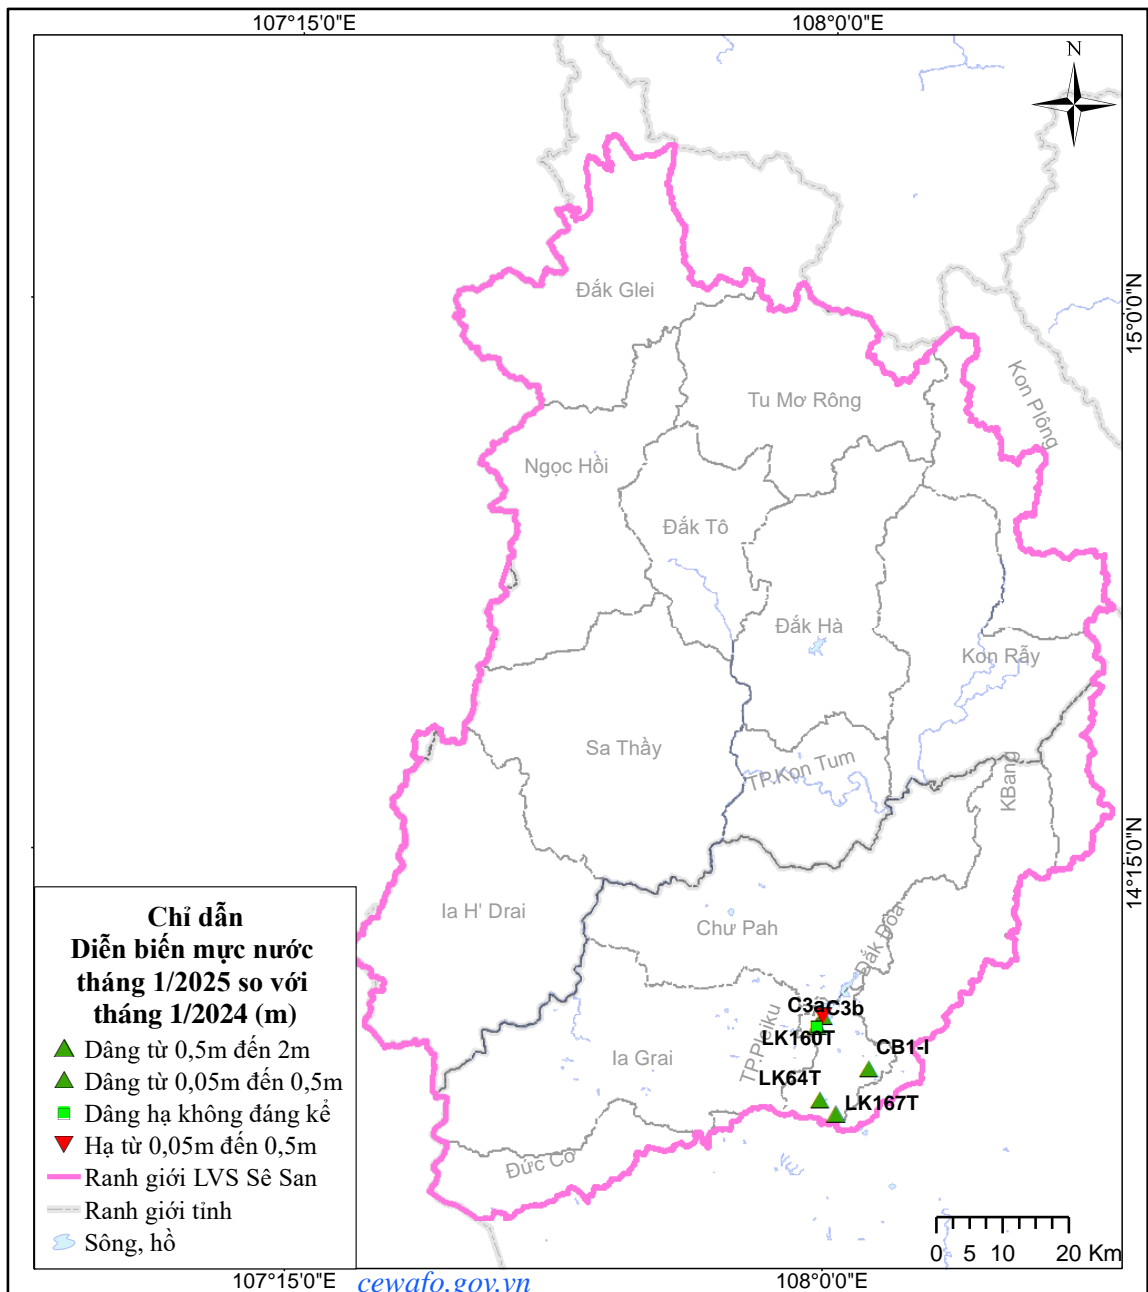 107°15'0"E
108°0'0"E
N
15°0'0"N
Đắk Glei
Tu Mơ Rông
Kon Plông
Ngọc Hồi
Đắk Tô
Đắk Hà
Kon Rẫy
Sa Thầy
TP.Kon Tum
KBang
14°15'0"N
Ia H' Drai
Chư Pah
Đắk Đoa
C3a
C3b
TP.Pleiku
LK160T
Ia Grai
CB1-I
LK64T
LK167T
Đức Cơ
Chỉ dẫn
Diễn biến mực nước
tháng 1/2025 so với
tháng 1/2024 (m)
Dâng từ 0,5m đến 2m
Dâng từ 0,05m đến 0,5m
Dâng hạ không đáng kể
Hạ từ 0,05m đến 0,5m
Ranh giới LVS Sê San
Ranh giới tỉnh
Sông, hồ
0 5 10 20 Km
107°15'0"E
cewafo.gov.vn
108°0'0"E